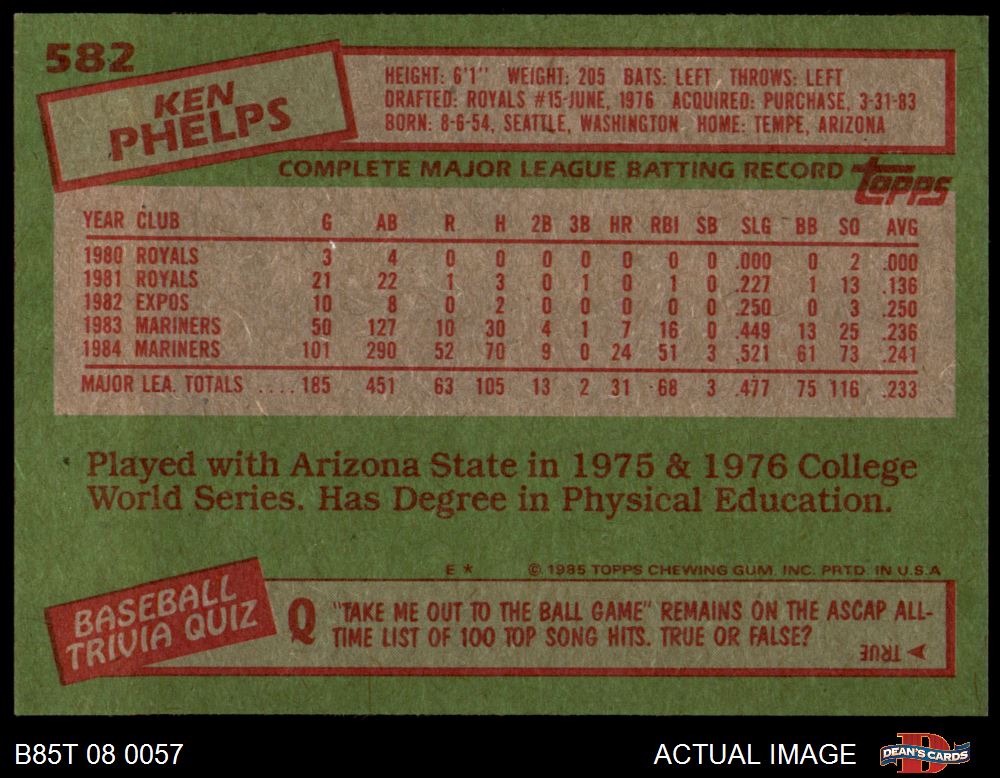 582
KEN
PHELPS
HEIGHT: 6'1" WEIGHT: 205 BATS: LEFT THROWS: LEFT
DRAFTED: ROYALS #15-JUNE, 1976 ACQUIRED: PURCHASE, 3-31-83
BORN: 8-6-54, SEATTLE, WASHINGTON HOME: TEMPE, ARIZONA
COMPLETE MAJOR LEAGUE BATTING RECORD topps
YEAR CLUB G AB R H 2B 3B HR RBI SB SLG BB SO AVG
1980 ROYALS 3 4 0 0 0 0 0 0 0 .000 0 2 .000
1981 ROYALS 21 22 1 3 0 1 0 1 0 .227 1 13 .136
1982 EXPOS 10 8 0 2 0 0 0 0 0 .250 0 3 .250
1983 MARINERS 50 127 10 30 4 1 7 16 0 .449 13 25 .236
1984 MARINERS 101 290 52 70 9 0 24 51 3 .521 61 73 .241
MAJOR LEA. TOTALS ....185 451 63 105 13 2 31 68 3 .477 75 116 .233
Played with Arizona State in 1975 & 1976 College
World Series. Has Degree in Physical Education.
E * © 1985 TOPPS CHEWING GUM, INC. PRTD. IN U.S.A
BASEBALL
TRIVIA QUIZ
Q "TAKE ME OUT TO THE BALL GAME" REMAINS ON THE ASCAP ALL-
TIME LIST OF 100 TOP SONG HITS. TRUE OR FALSE?
TRUE
B85T 08 0057
ACTUAL IMAGE
D
DEAN'S CARDS